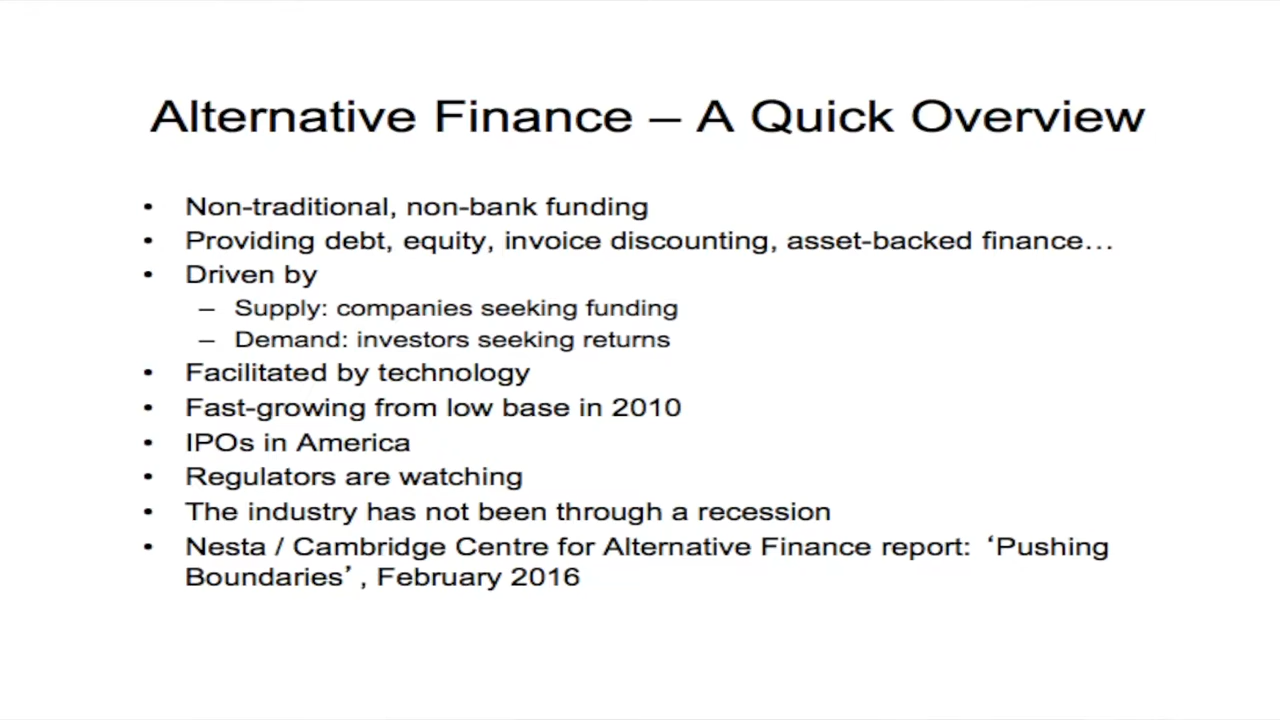 Alternative Finance – A Quick Overview
• Non-traditional, non-bank funding
• Providing debt, equity, invoice discounting, asset-backed finance…
• Driven by
– Supply: companies seeking funding
– Demand: investors seeking returns
• Facilitated by technology
• Fast-growing from low base in 2010
• IPOs in America
• Regulators are watching
• The industry has not been through a recession
• Nesta / Cambridge Centre for Alternative Finance report: ‘Pushing
Boundaries’, February 2016